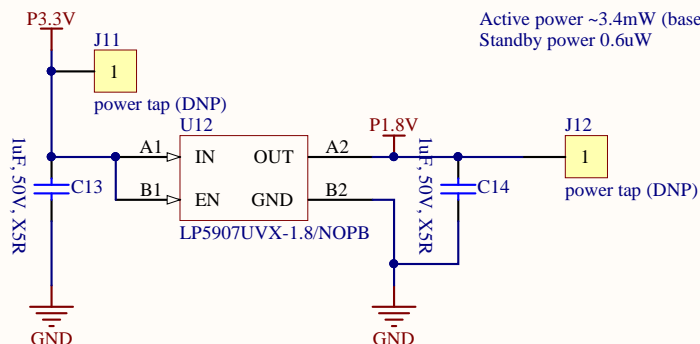 P3.3V
Active power ~3.4mW (base
Standby power 0.6uW
J11
1
power tap (DNP)
U12
P1.8V
J12
A1
IN
OUT
A2
1
1uF, 50V, X5R
C13
B1
EN
GND
B2
1uF, 50V, X5R
C14
power tap (DNP)
LP5907UVX-1.8/NOPB
GND
GND